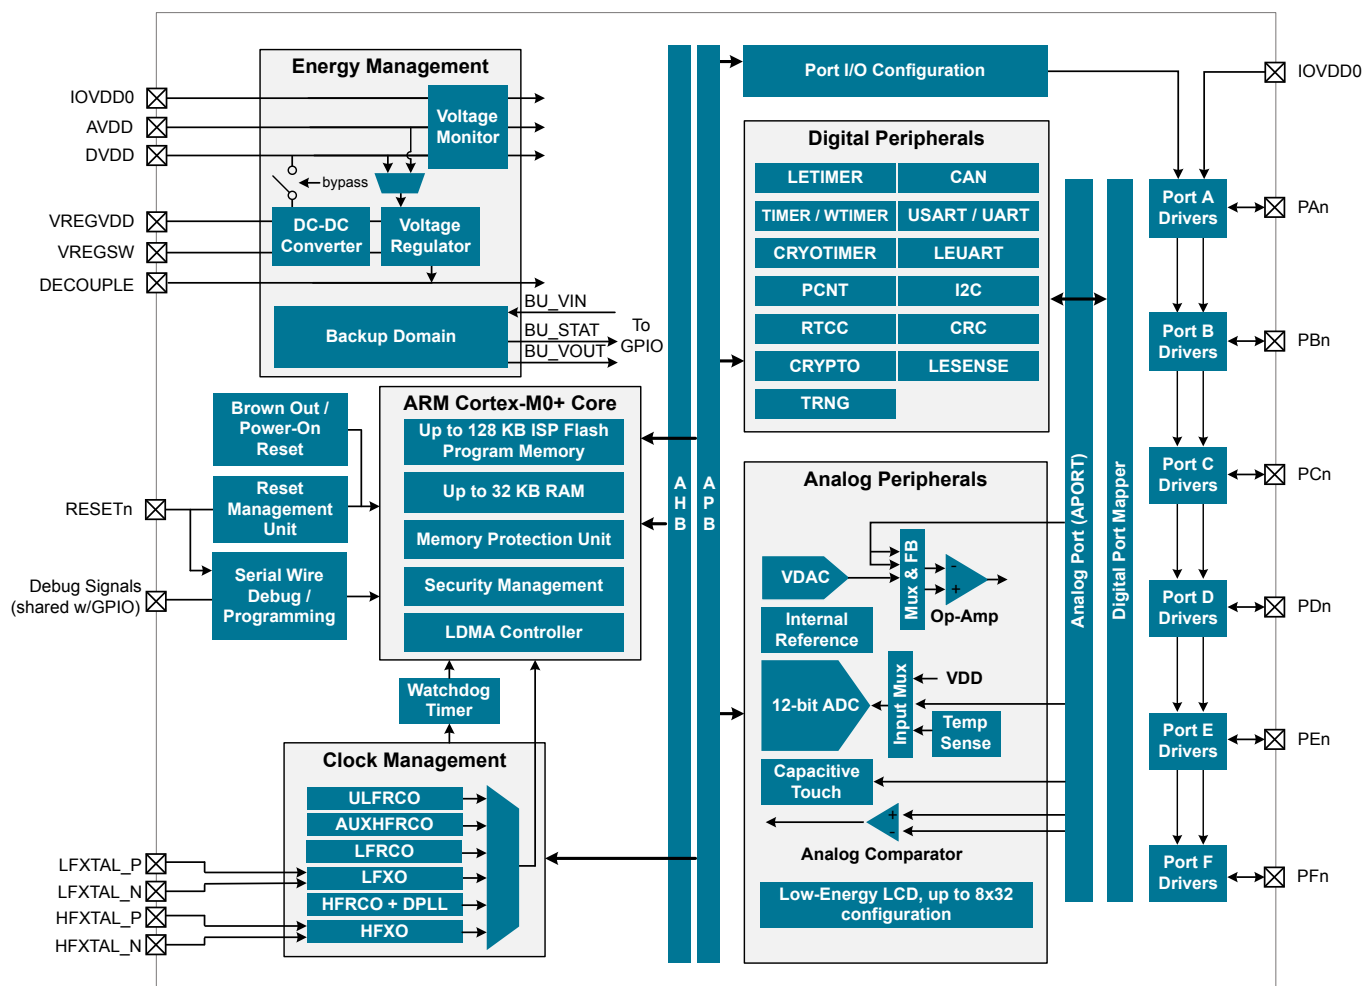 Energy Management
IOVDD0
AVDD
DVDD
Voltage
Monitor
bypass
VREGVDD
VREGSW
DECOUPLE
DC-DC
Converter
Voltage
Regulator
Backup Domain
BU_VIN
BU_STAT
BU_VOUT
To
GPIO
Brown Out /
Power-On
Reset
RESETn
Reset
Management
Unit
Debug Signals
(shared w/GPIO)
Serial Wire
Debug /
Programming
ARM Cortex-M0+ Core
Up to 128 KB ISP Flash
Program Memory
Up to 32 KB RAM
Memory Protection Unit
Security Management
LDMA Controller
Watchdog
Timer
Clock Management
ULFRCO
AUXHFRCO
LFRCO
LFXO
HFRCO + DPLL
HFXO
LFXTAL_P
LFXTAL_N
HFXTAL_P
HFXTAL_N
AHB
APB
Port I/O Configuration
Digital Peripherals
LETIMER
CAN
TIMER / WTIMER
USART / UART
CRYOTIMER
LEUART
PCNT
I2C
RTCC
CRC
CRYPTO
LESENSE
TRNG
Analog Peripherals
VDAC
Mux & FB
-
+
Op-Amp
Internal
Reference
12-bit ADC
Input Mux
VDD
Temp
Sense
Capacitive
Touch
+
-
Analog Comparator
Low-Energy LCD, up to 8x32
configuration
Analog Port (APORT)
Digital Port Mapper
IOVDD0
Port A
Drivers
PAn
Port B
Drivers
PBn
Port C
Drivers
PCn
Port D
Drivers
PDn
Port E
Drivers
PEn
Port F
Drivers
PFn